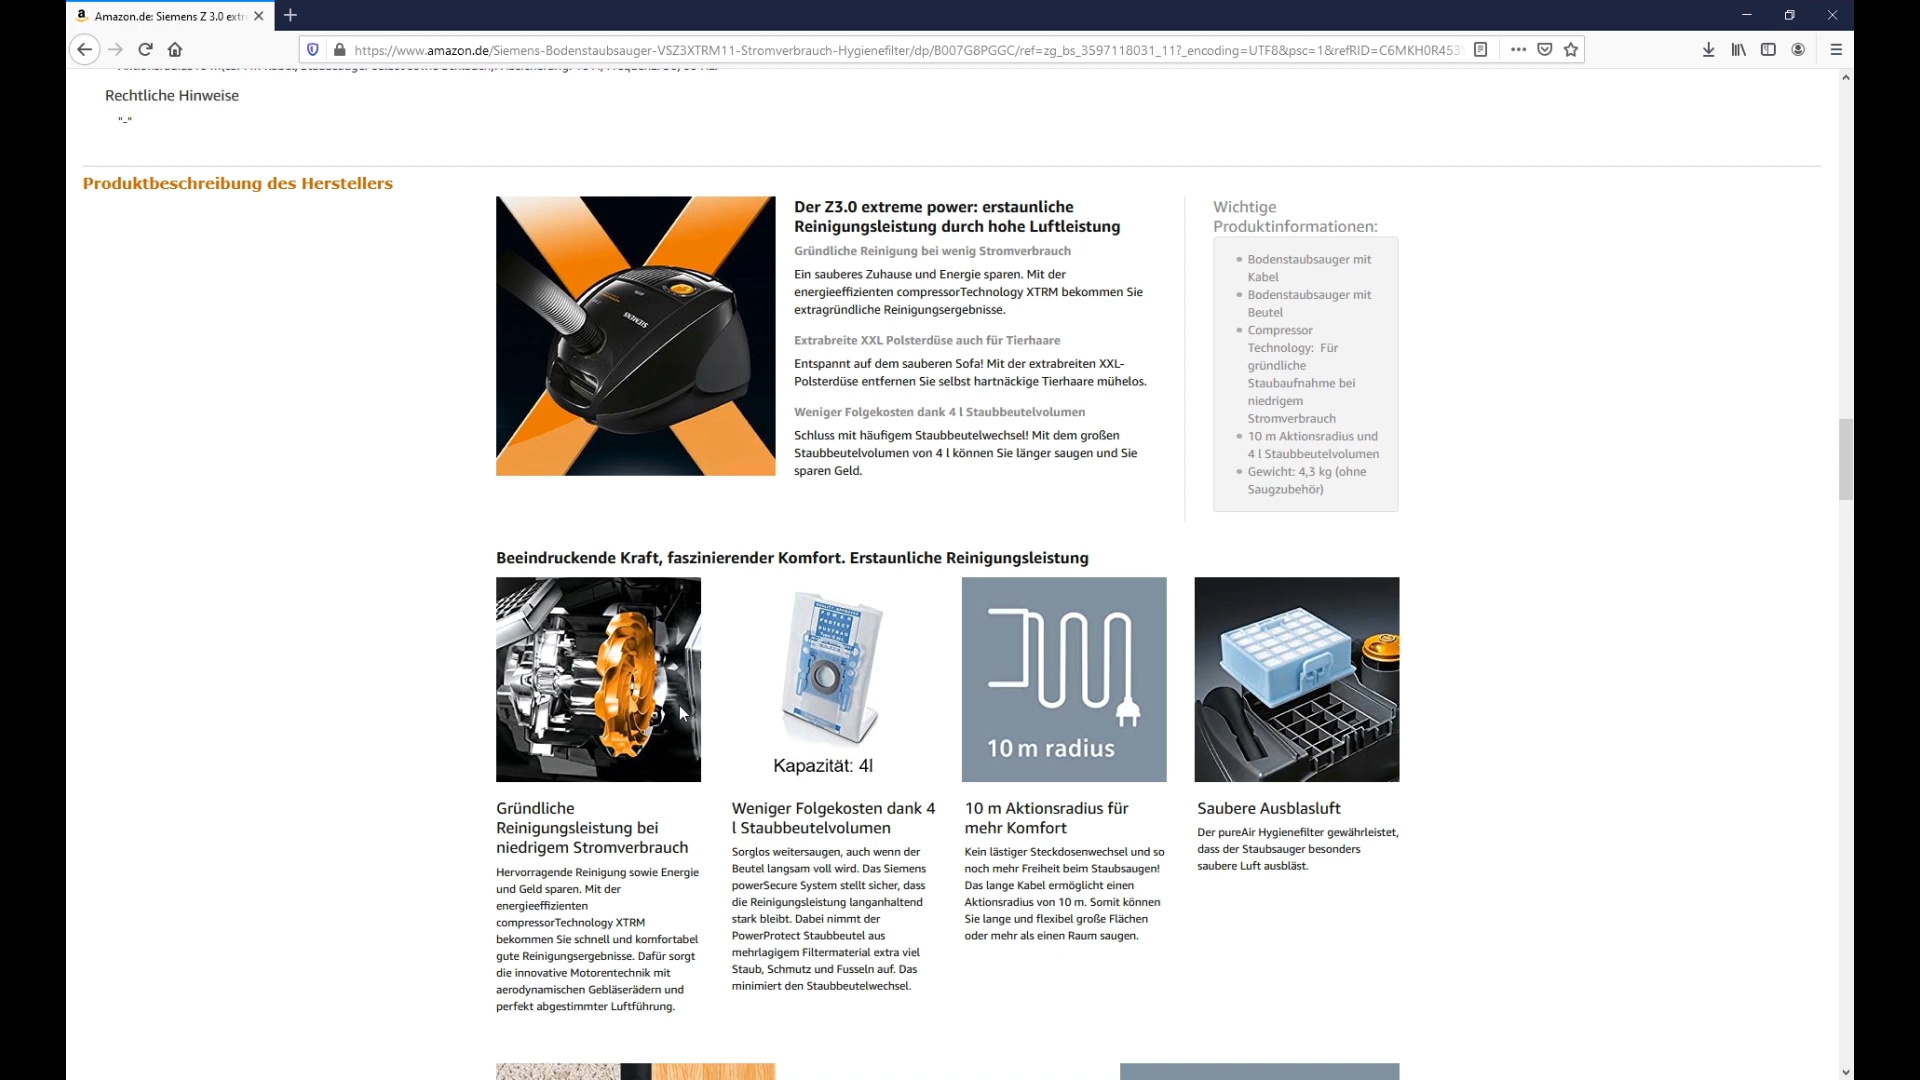 Amazon.de: Siemens Z 3.0 extr
https://www.amazon.de/Siemens-Bodenstaubsauger-VSZ3XTRM11-Stromverbrauch-Hygienefilter/dp/B007G8PGGC/ref=zg_bs_3597118031_11?_encoding=UTF8&psc=1&refRID=C6MKH0R453
Rechtliche Hinweise
"-"
Produktbeschreibung des Herstellers
SIEMENS
Der Z3.0 extreme power: erstaunliche
Reinigungsleistung durch hohe Luftleistung
Gründliche Reinigung bei wenig Stromverbrauch
Ein sauberes Zuhause und Energie sparen. Mit der
energieeffizienten compressorTechnology XTRM bekommen Sie
extragründliche Reinigungsergebnisse.
Extrabreite XXL Polsterdüse auch für Tierhaare
Entspannt auf dem sauberen Sofa! Mit der extrabreiten XXL-
Polsterdüse entfernen Sie selbst hartnäckige Tierhaare mühelos.
Weniger Folgekosten dank 4 l Staubbeutelvolumen
Schluss mit häufigem Staubbeutelwechsel! Mit dem großen
Staubbeutelvolumen von 4 l können Sie länger saugen und Sie
sparen Geld.
Wichtige
Produktinformationen:
Bodenstaubsauger mit
Kabel
Bodenstaubsauger mit
Beutel
Compressor
Technology: Für
gründliche
Staubaufnahme bei
niedrigem
Stromverbrauch
10 m Aktionsradius und
4 l Staubbeutelvolumen
Gewicht: 4,3 kg (ohne
Saugzubehör)
Beeindruckende Kraft, faszinierender Komfort. Erstaunliche Reinigungsleistung
POWER
PROTECT
DUSTBAG
Kapazität: 4l
10 m radius
Gründliche
Reinigungsleistung bei
niedrigem Stromverbrauch
Hervorragende Reinigung sowie Energie
und Geld sparen. Mit der
energieeffizienten
compressorTechnology XTRM
bekommen Sie schnell und komfortabel
gute Reinigungsergebnisse. Dafür sorgt
die innovative Motorentechnik mit
aerodynamischen Gebläserädern und
perfekt abgestimmter Luftführung.
Weniger Folgekosten dank 4
l Staubbeutelvolumen
Sorglos weitersaugen, auch wenn der
Beutel langsam voll wird. Das Siemens
powerSecure System stellt sicher, dass
die Reinigungsleistung langanhaltend
stark bleibt. Dabei nimmt der
PowerProtect Staubbeutel aus
mehrlagigem Filtermaterial extra viel
Staub, Schmutz und Fusseln auf. Das
minimiert den Staubbeutelwechsel.
10 m Aktionsradius für
mehr Komfort
Kein lästiger Steckdosenwechsel und so
noch mehr Freiheit beim Staubsaugen!
Das lange Kabel ermöglicht einen
Aktionsradius von 10 m. Somit können
Sie lange und flexibel große Flächen
oder mehr als einen Raum saugen.
Saubere Ausblasluft
Der pureAir Hygienefilter gewährleistet,
dass der Staubsauger besonders
saubere Luft ausbläst.